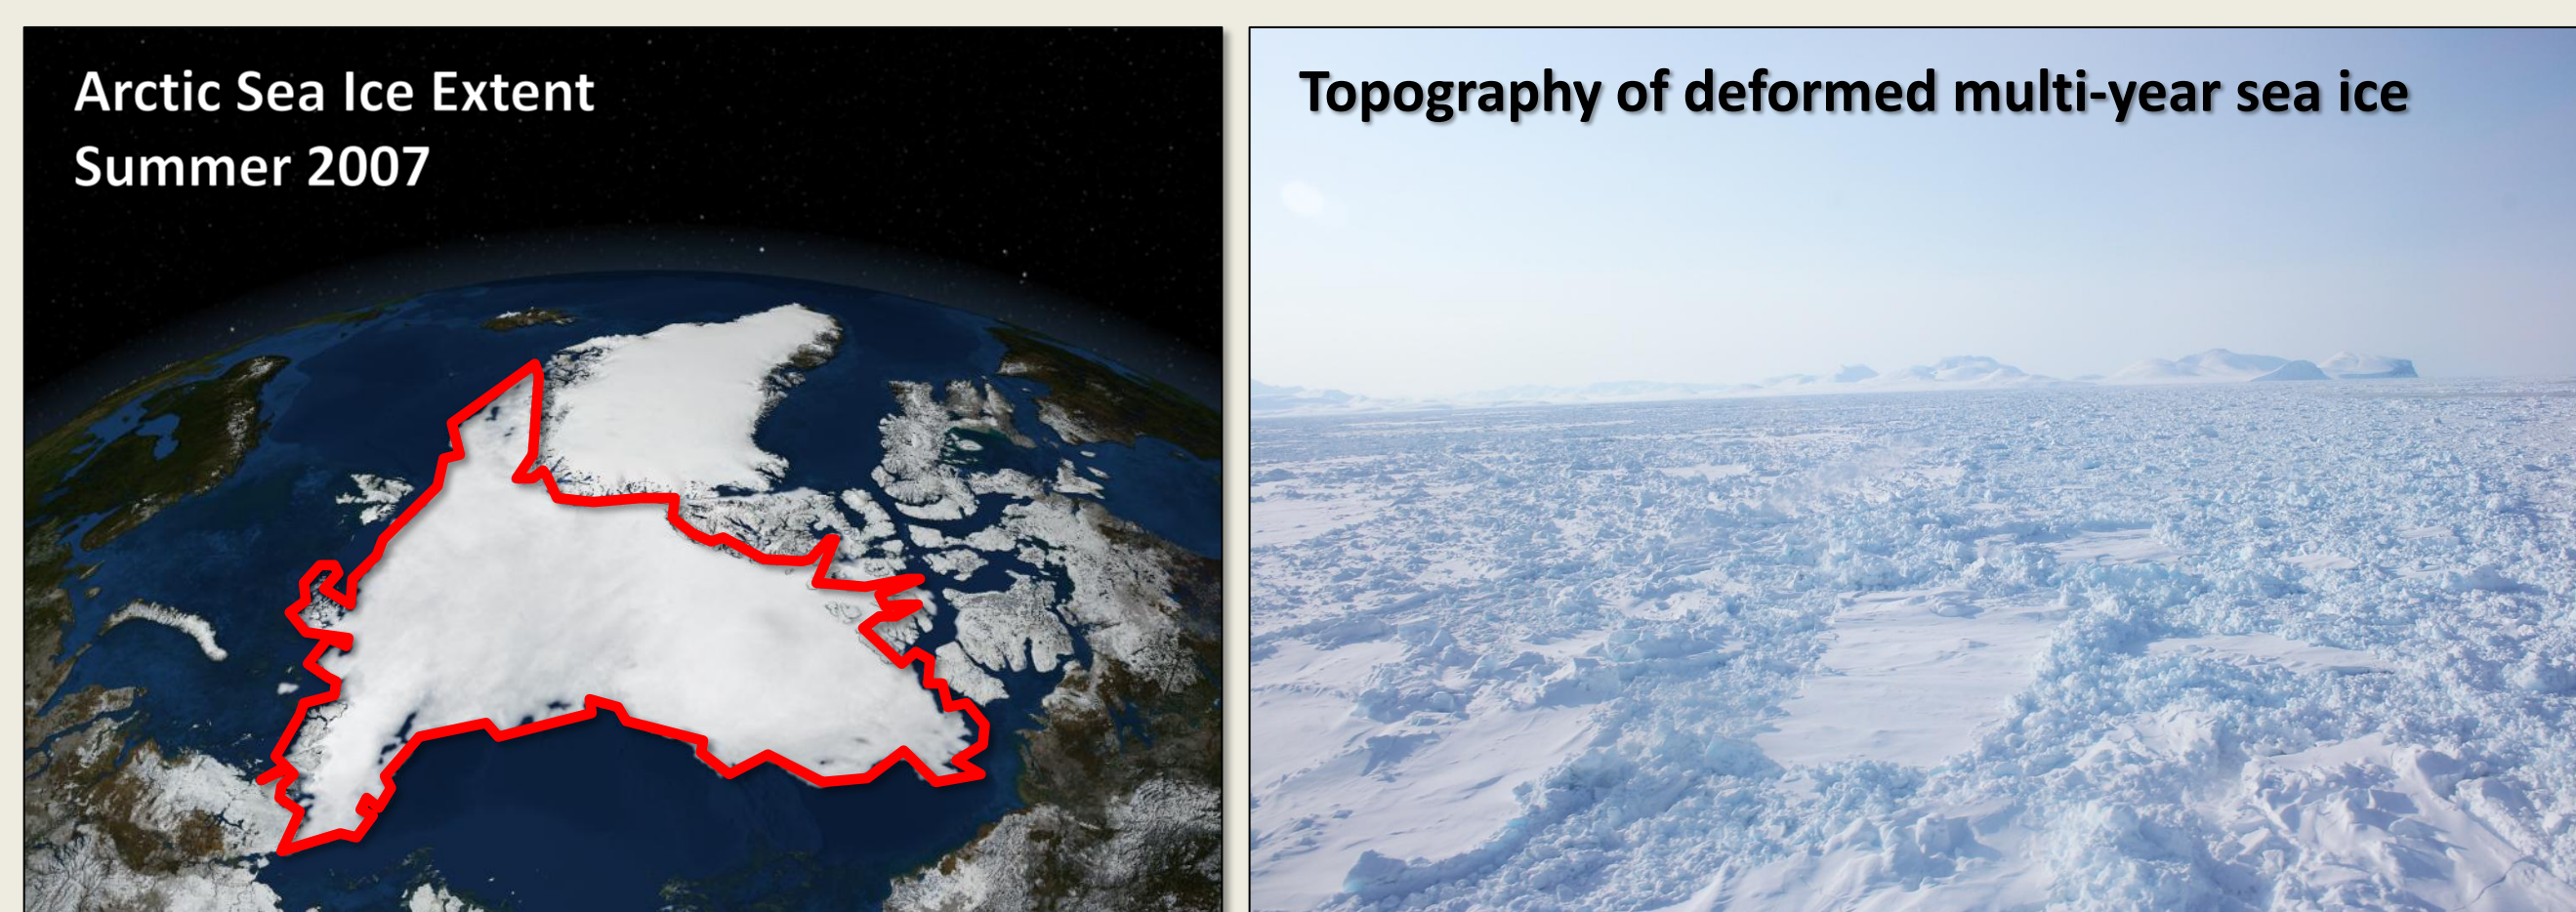 Arctic Sea Ice Extent
Summer 2007
Topography of deformed multi-year sea ice